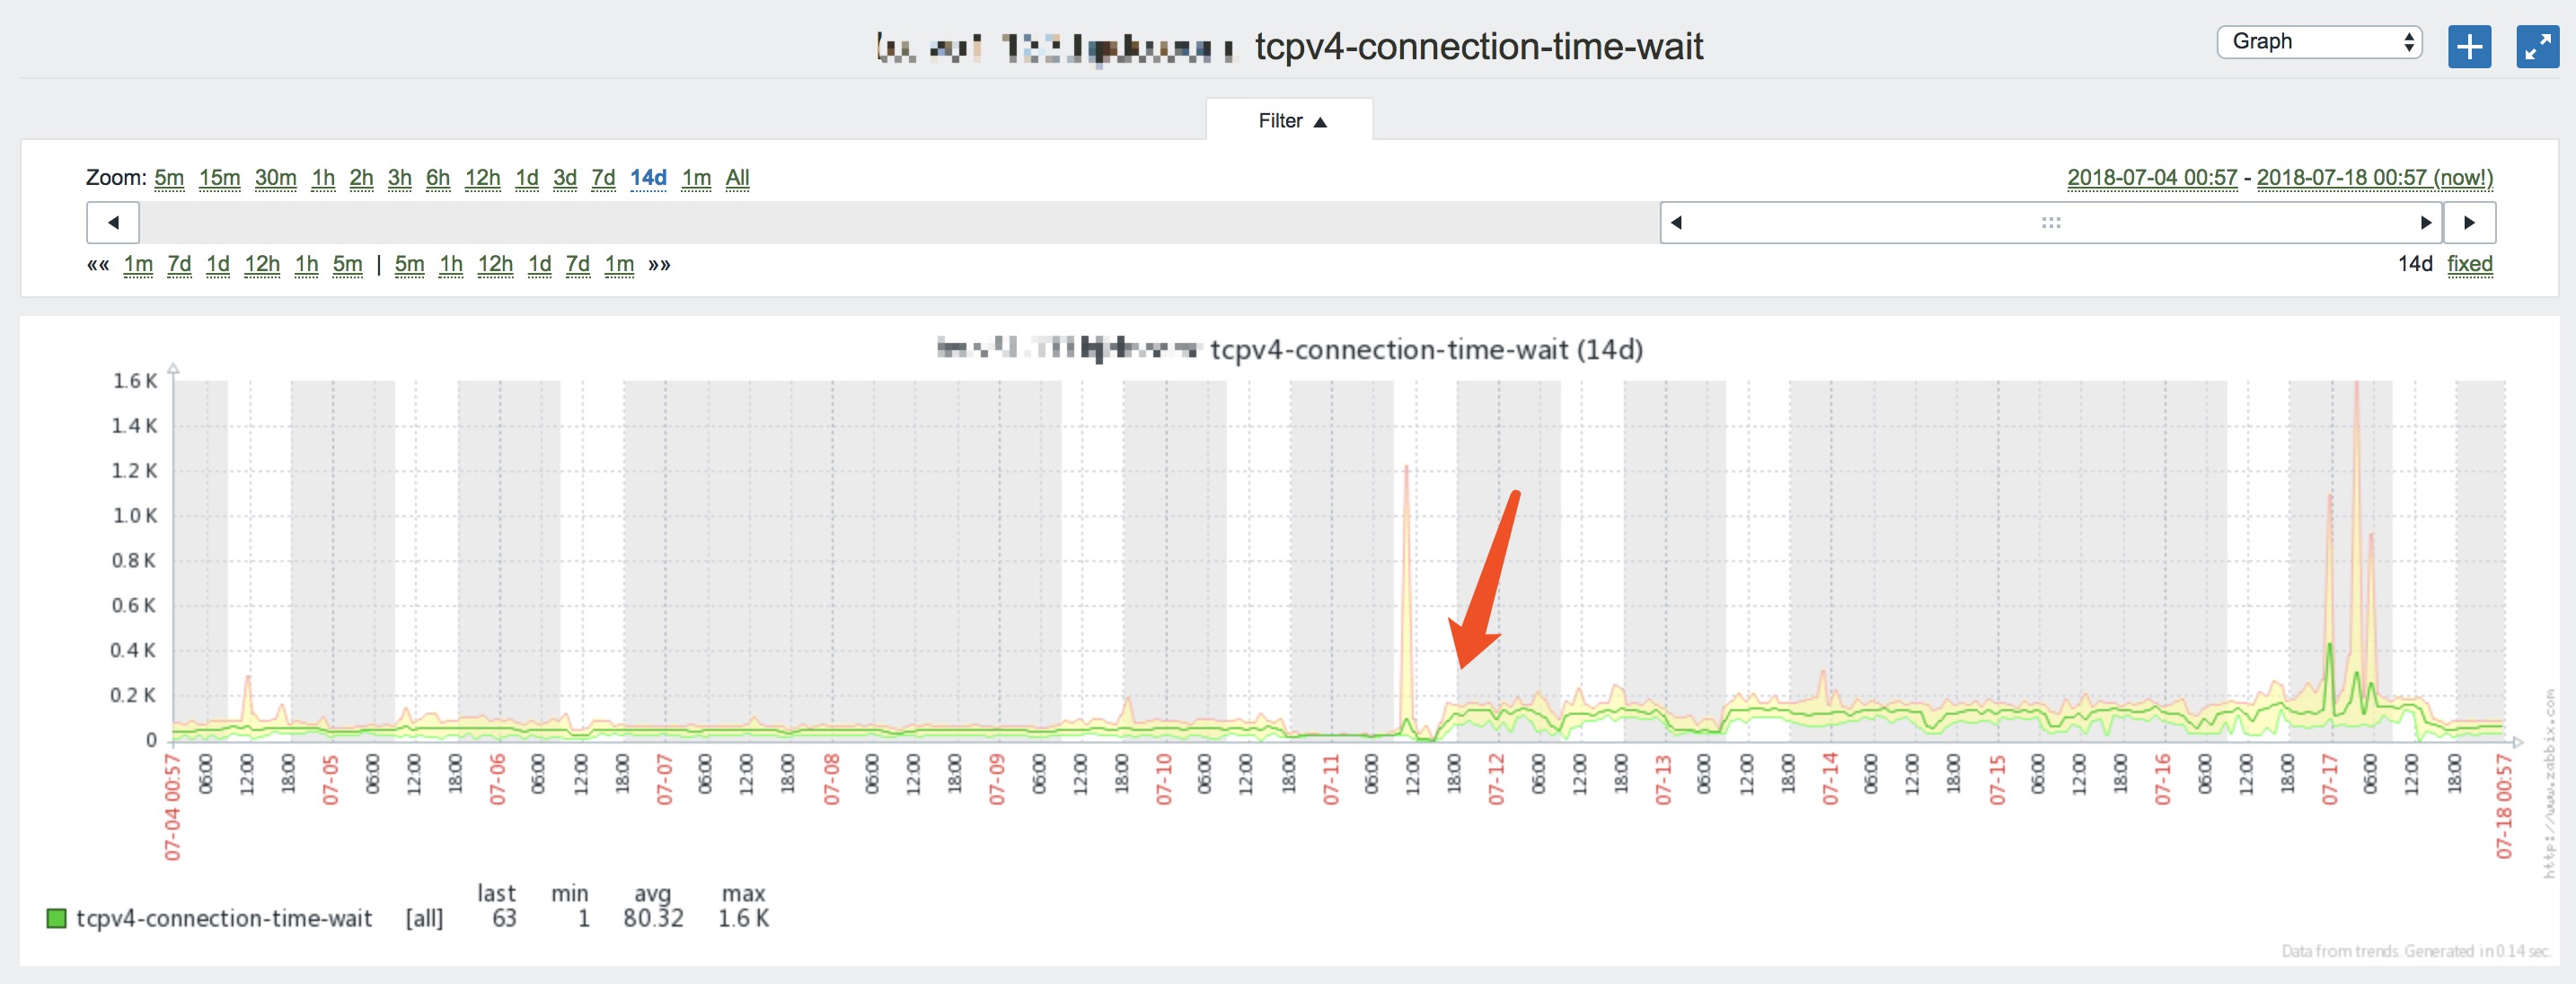 tcpv4-connection-time-wait
Graph
Filter ▲
Zoom: 5m 15m 30m 1h 2h 3h 6h 12h 1d 3d 7d 14d 1m All
2018-07-04 00:57 - 2018-07-18 00:57 (now!)
«« 1m 7d 1d 12h 1h 5m | 5m 1h 12h 1d 7d 1m »»
14d fixed
tcpv4-connection-time-wait (14d)
1.6 K
1.4 K
1.2 K
1.0 K
0.8 K
0.6 K
0.4 K
0.2 K
0
07-04 00:57 06:00 12:00 18:00 07-05 06:00 12:00 18:00 07-06 06:00 12:00 18:00 07-07 06:00 12:00 18:00 07-08 06:00 12:00 18:00 07-09 06:00 12:00 18:00 07-10 06:00 12:00 18:00 07-11 06:00 12:00 18:00 07-12 06:00 12:00 18:00 07-13 06:00 12:00 18:00 07-14 06:00 12:00 18:00 07-15 06:00 12:00 18:00 07-16 06:00 12:00 18:00 07-17 06:00 12:00 18:00 07-18 00:57
http://www.zabbix.com
last min avg max
tcpv4-connection-time-wait [all] 63 1 80.32 1.6 K
Data from trends. Generated in 0.14 sec.